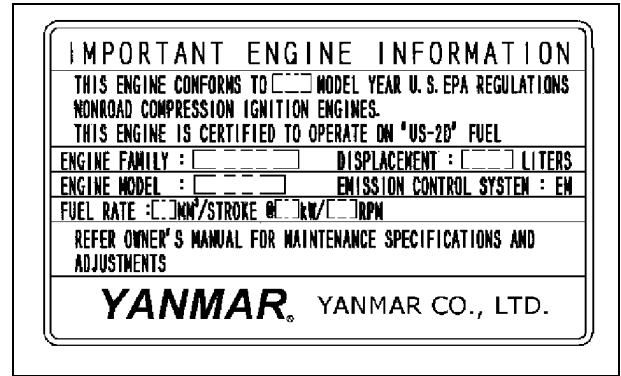 IMPORTANT ENGINE INFORMATION
THIS ENGINE CONFORMS TO MODEL YEAR U.S.EPA REGULATIONS
NONROAD COMPRESSION IGNITION ENGINES.
THIS ENGINE IS CERTIFIED TO OPERATE ON "US-2D" FUEL
ENGINE FAMILY : DISPLACEMENT : LITERS
ENGINE MODEL : EMISSION CONTROL SYSTEM : EM
FUEL RATE : MM³/STROKE @ kW/ RPM
REFER OWNER'S MANUAL FOR MAINTENANCE SPECIFICATIONS AND
ADJUSTMENTS
YANMAR® YANMAR CO., LTD.